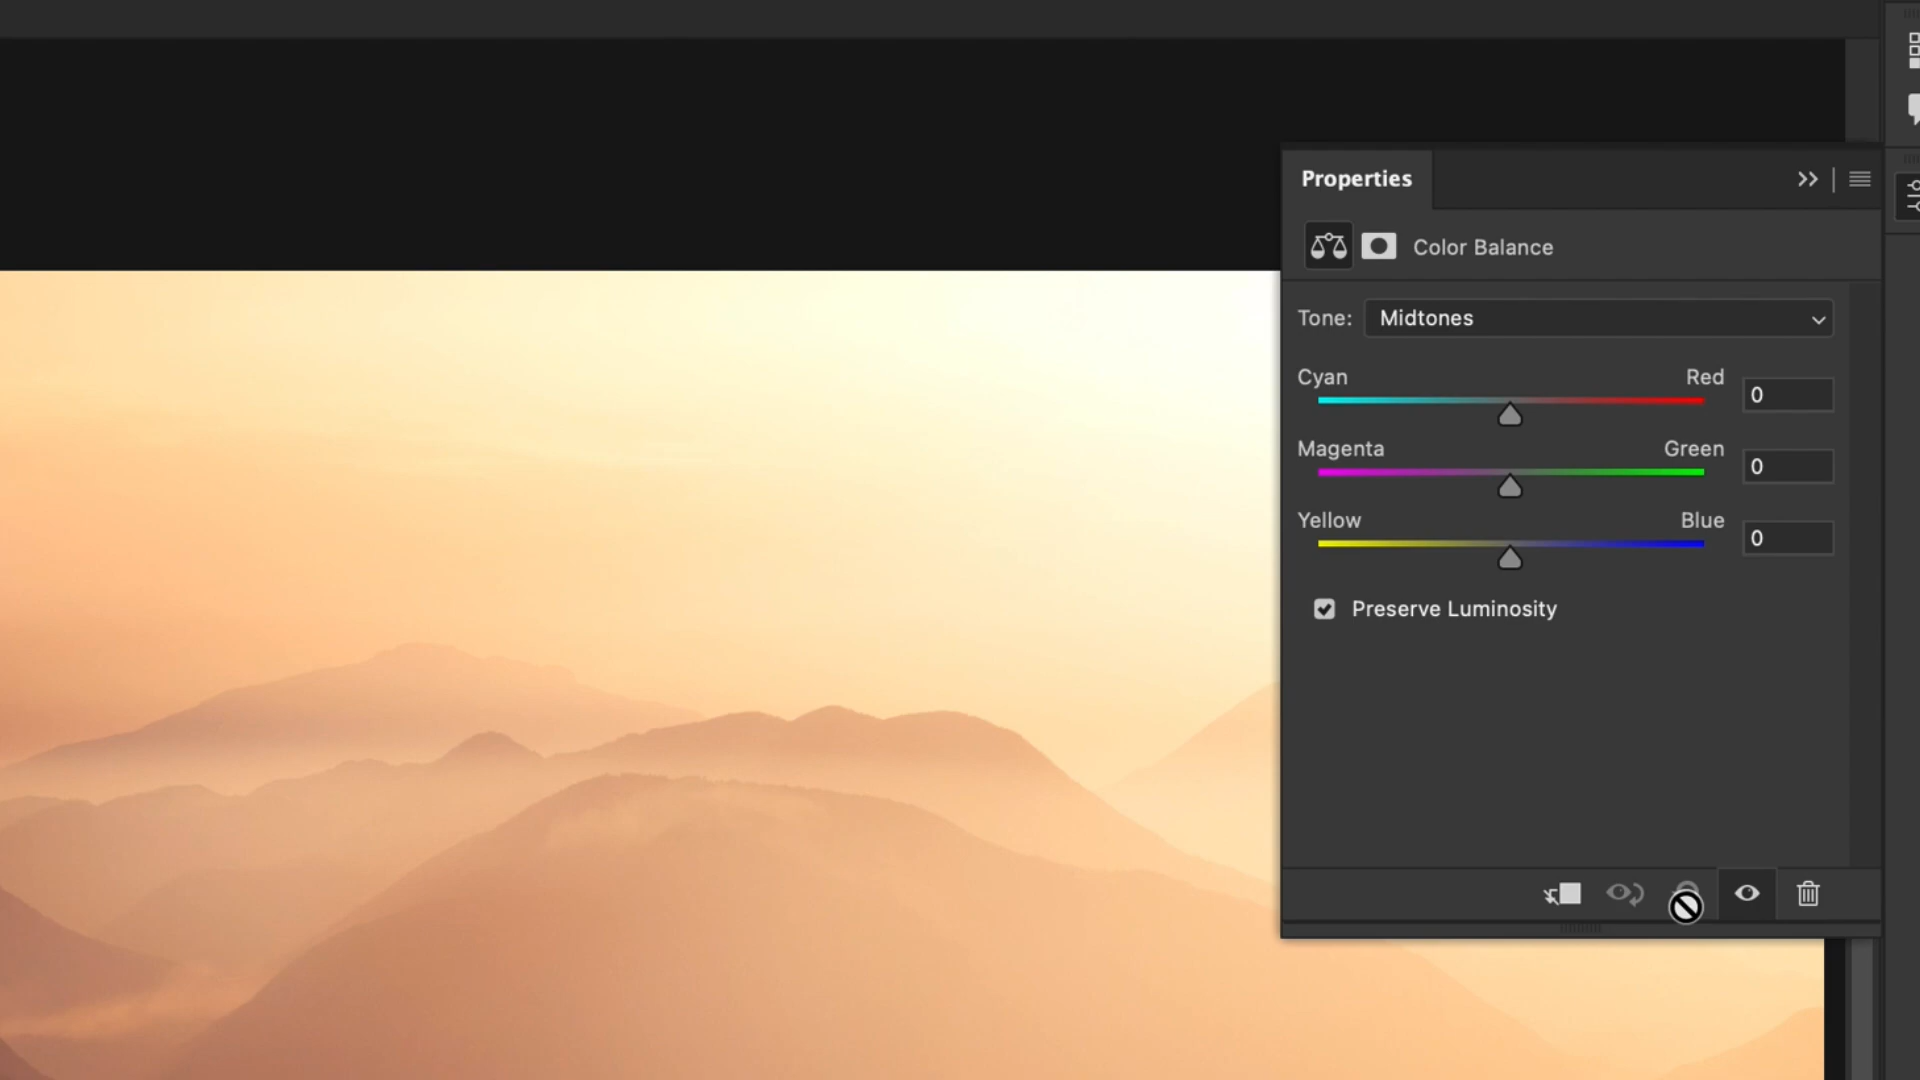 Properties
Color Balance
Tone: Midtones
Cyan Red 0
Magenta Green 0
Yellow Blue 0
Preserve Luminosity